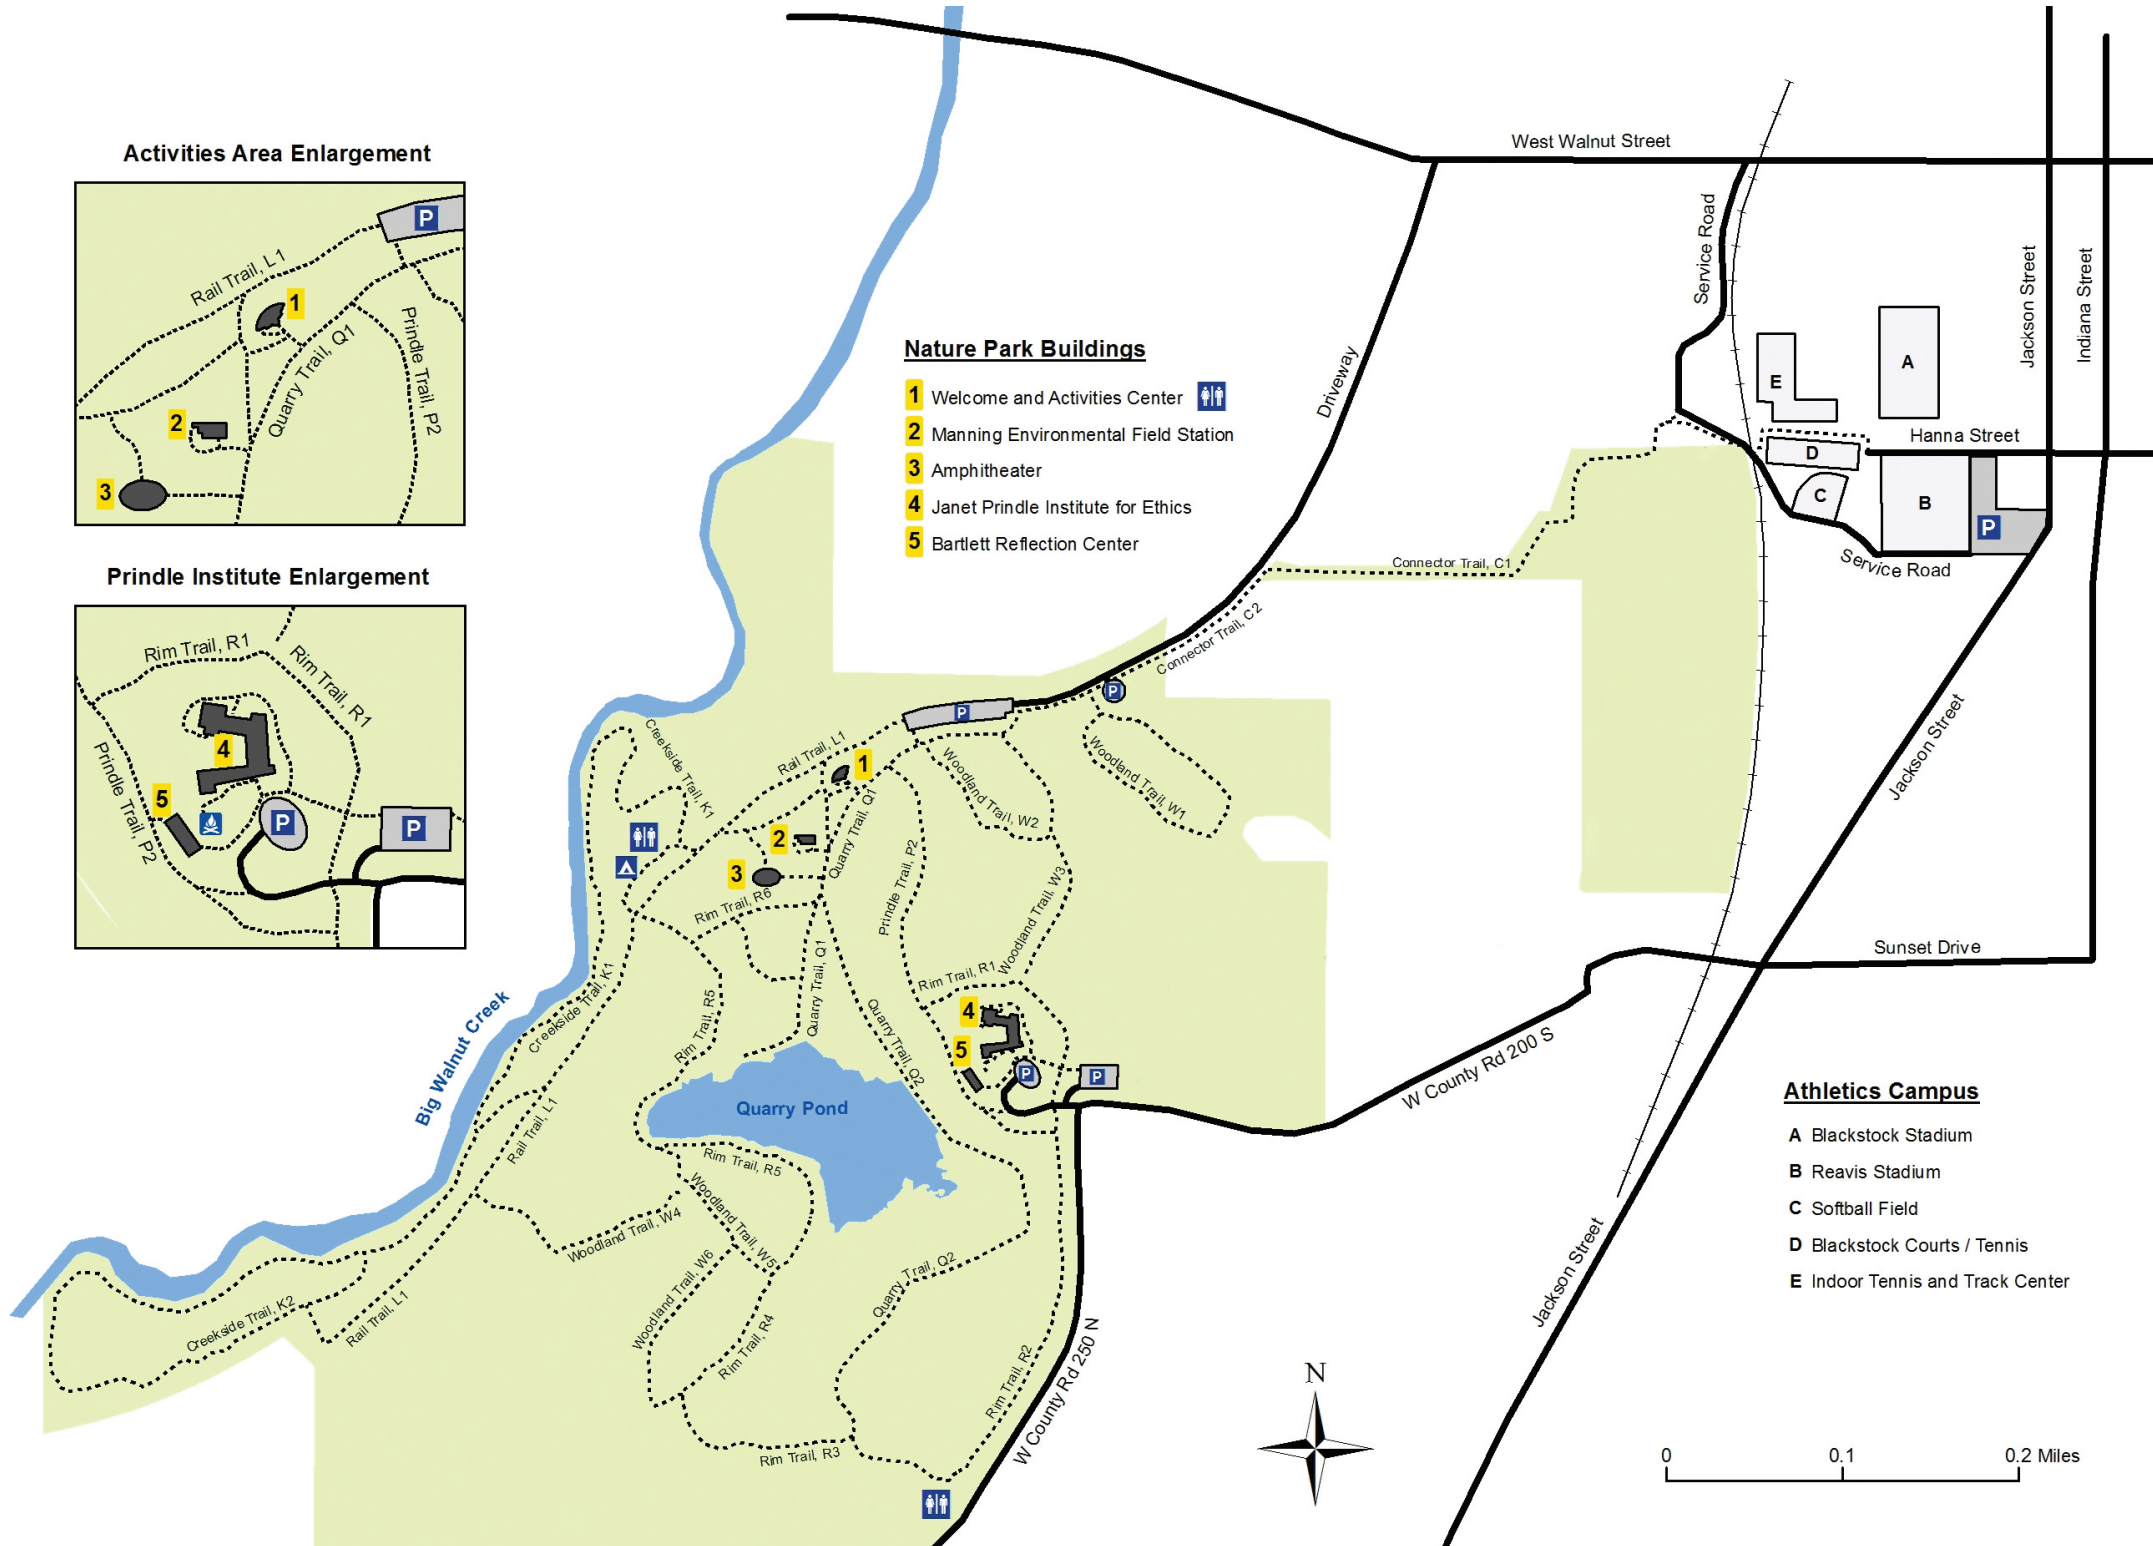 Activities Area Enlargement
P
Rail Trail, L1
1
Quarry Trail, Q1
Prindle Trail, P2
2
3
Prindle Institute Enlargement
Rim Trail, R1
Rim Trail, R1
4
Prindle Trail, P2
5
P
P
West Walnut Street
Service Road
Driveway
Jackson Street
Indiana Street
Nature Park Buildings
1 Welcome and Activities Center
2 Manning Environmental Field Station
3 Amphitheater
4 Janet Prindle Institute for Ethics
5 Bartlett Reflection Center
A
E
Hanna Street
D
C
B
P
Service Road
Connector Trail, C1
Connector Trail, C2
P
P
Creekside Trail, K1
Rail Trail, L1
1
Woodland Trail, W1
Woodland Trail, W2
Quarry Trail, Q1
2
3
Prindle Trail, P2
Woodland Trail, W3
Rim Trail, R6
Jackson Street
Sunset Drive
Quarry Trail, Q1
Rim Trail, R1
Creekside Trail, K1
Rim Trail, R5
Quarry Trail, Q2
4
5
P
P
Big Walnut Creek
W County Rd 200 S
Quarry Pond
Rail Trail, L1
Rim Trail, R5
Woodland Trail, W5
Woodland Trail, W4
Woodland Trail, W6
Quarry Trail, Q2
Creekside Trail, K2
Rail Trail, L1
Rim Trail, R4
Rim Trail, R2
Rim Trail, R3
W County Rd 250 N
Jackson Street
N
Athletics Campus
A Blackstock Stadium
B Reavis Stadium
C Softball Field
D Blackstock Courts / Tennis
E Indoor Tennis and Track Center
0 0.1 0.2 Miles